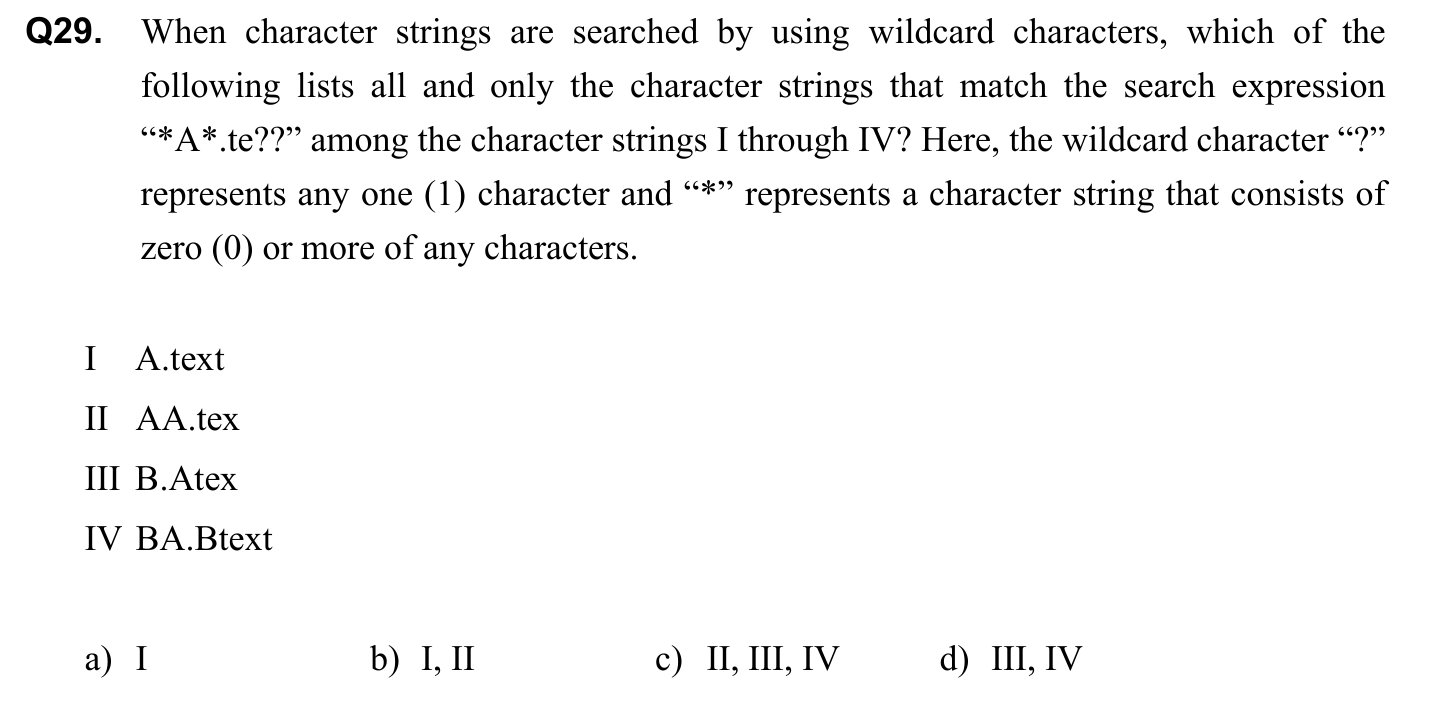 Q29. When character strings are searched by using wildcard characters, which of the
following lists all and only the character strings that match the search expression
“*A*.te??” among the character strings I through IV? Here, the wildcard character “?”
represents any one (1) character and “*” represents a character string that consists of
zero (0) or more of any characters.
I A.text
II AA.tex
III B.Atex
IV BA.Btext
a) I b) I, II c) II, III, IV d) III, IV